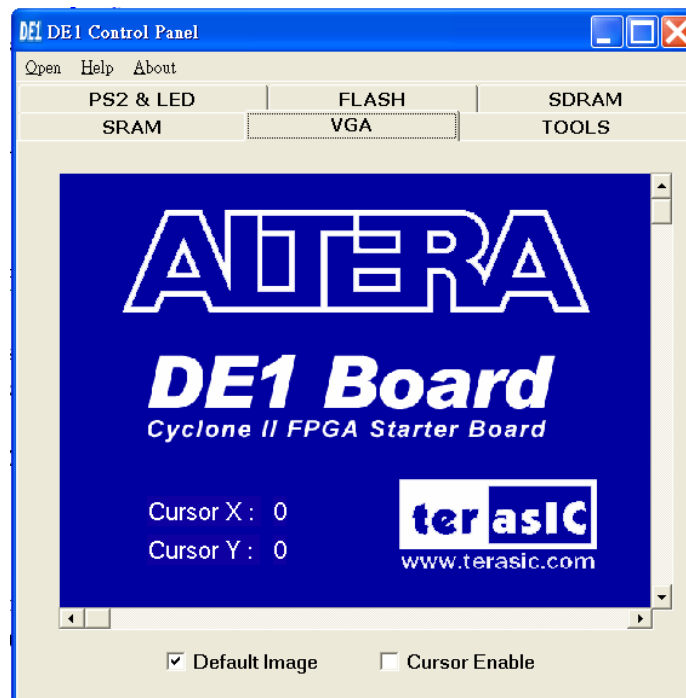 DE1 DE1 Control Panel
Open Help About
PS2 & LED FLASH SDRAM
SRAM VGA TOOLS
ALTERA
DE1 Board
Cyclone II FPGA Starter Board
Cursor X : 0
Cursor Y : 0
terasIC
www.terasic.com
Default Image Cursor Enable